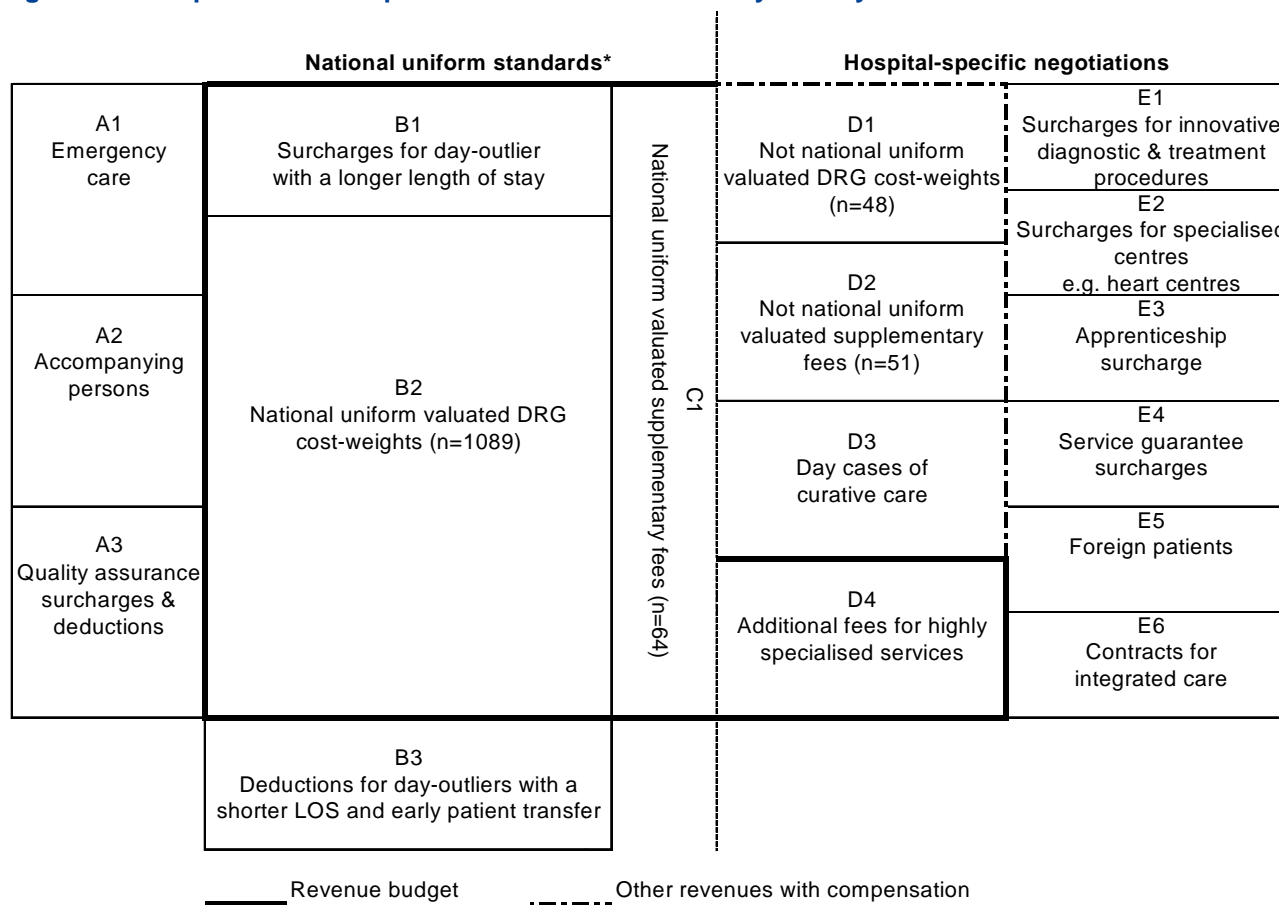 National uniform standards*
Hospital-specific negotiations
A1
Emergency
care
A2
Accompanying
persons
A3
Quality assurance
surcharges &
deductions
B1
Surcharges for day-outlier
with a longer length of stay
B2
National uniform valuated DRG
cost-weights (n=1089)
B3
Deductions for day-outliers with a
shorter LOS and early patient transfer
C1
National uniform valuated supplementary fees (n=64)
D1
Not national uniform
valuated DRG cost-weights
(n=48)
D2
Not national uniform
valuated supplementary
fees (n=51)
D3
Day cases of
curative care
D4
Additional fees for highly
specialised services
E1
Surcharges for innovative
diagnostic & treatment
procedures
E2
Surcharges for specialised
centres
e.g. heart centres
E3
Apprenticeship
surcharge
E4
Service guarantee
surcharges
E5
Foreign patients
E6
Contracts for
integrated care
Revenue budget
Other revenues with compensation